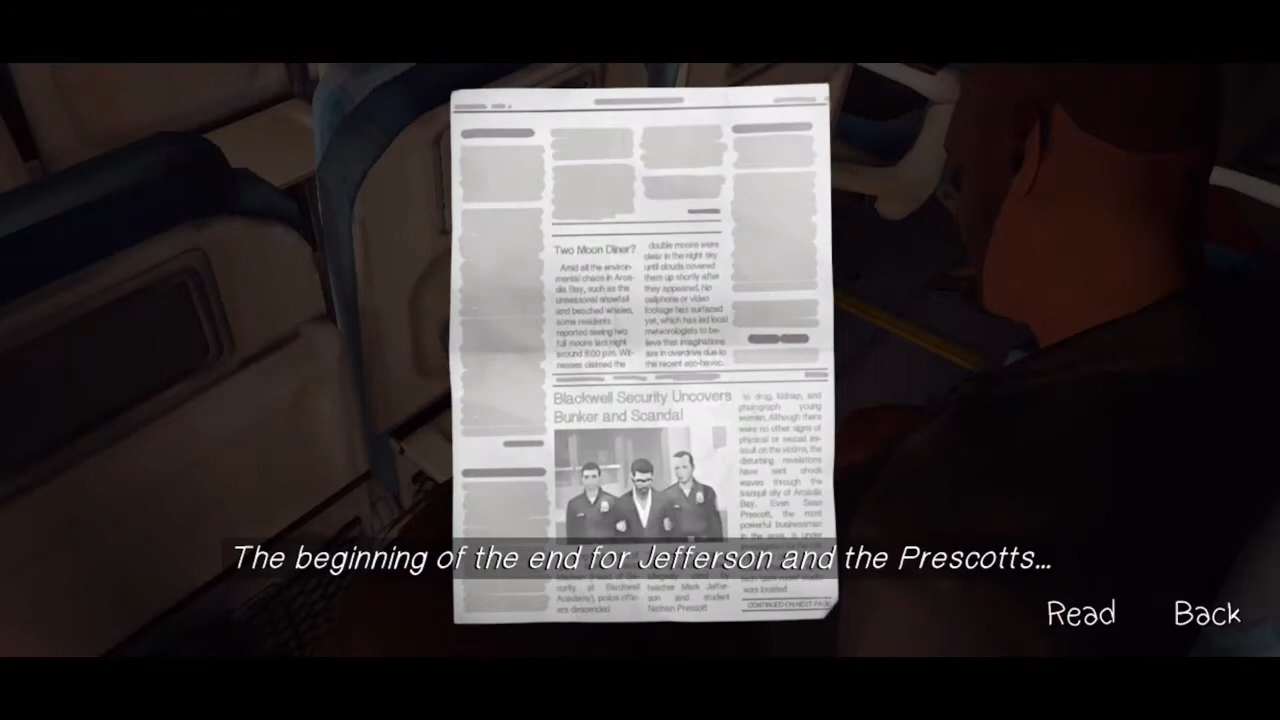 Two Moon Diner?
Amid all the environ-
mental chaos in Arca-
dia Bay, such as the
unseasonal snowfall
and beached whales,
some residents
reported seeing two
full moons last night
around 8:00 p.m. Wit-
nesses claimed the
double moons were
clear in the night sky
until clouds covered
them up shortly after
they appeared. No
cellphone or video
footage has surfaced
yet, which has led local
meteorologists to be-
lieve that imaginations
are in overdrive due to
the recent eco-havoc.
Blackwell Security Uncovers
Bunker and Scandal
curity at Blackwell
Academy), police offic-
ers descended
teacher Mark Jeffer-
son and student
Nathan Prescott
to drug, kidnap, and
photograph young
women. Although there
were no other signs of
physical or sexual as-
sault on the victims, the
disturbing revelations
have sent shock
waves through the
tranquil city of Arcadia
Bay. Even Sean
Prescott, the most
powerful businessman
in the area, is under
was located
CONTINUED ON NEXT PAGE
The beginning of the end for Jefferson and the Prescotts...
Read Back